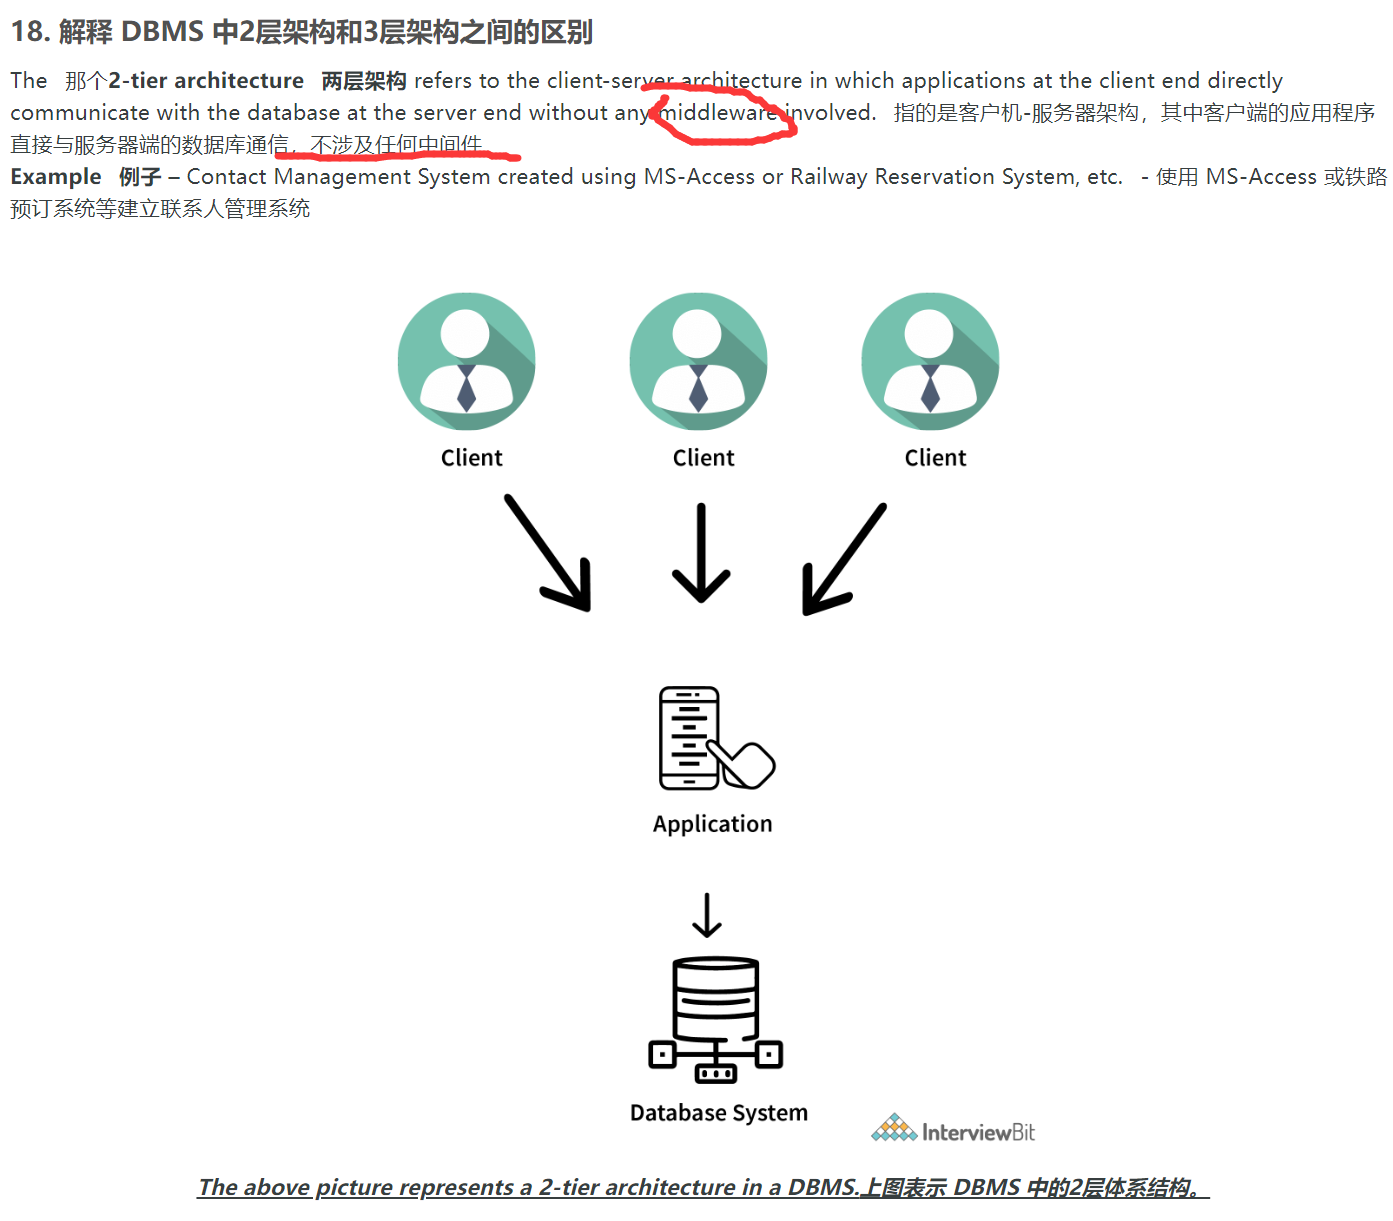 18. 解释 DBMS 中2层架构和3层架构之间的区别
The 那个2-tier architecture 两层架构 refers to the client-server architecture in which applications at the client end directly
communicate with the database at the server end without any middleware involved. 指的是客户机-服务器架构，其中客户端的应用程序
直接与服务器端的数据库通信，不涉及任何中间件
Example 例子 – Contact Management System created using MS-Access or Railway Reservation System, etc. - 使用 MS-Access 或铁路
预订系统等建立联系人管理系统
Client Client Client
Application
Database System
InterviewBit
The above picture represents a 2-tier architecture in a DBMS.上图表示 DBMS 中的2层体系结构。